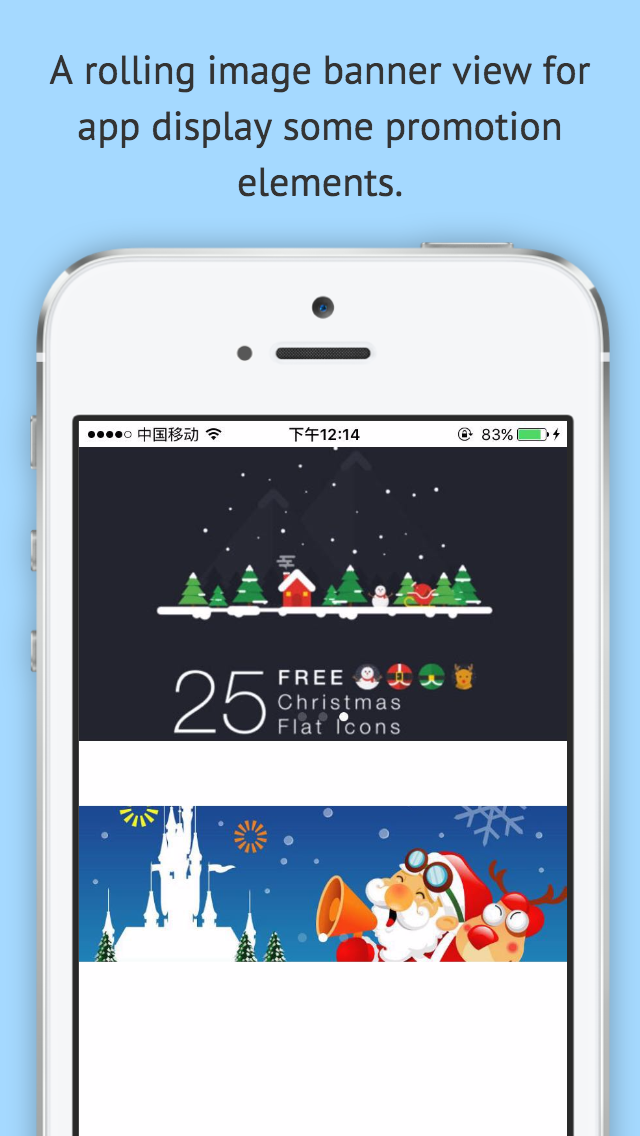 A rolling image banner view for
app display some promotion
elements.
中国移动 下午12:14 83%
25 FREE
Christmas
Flat Icons